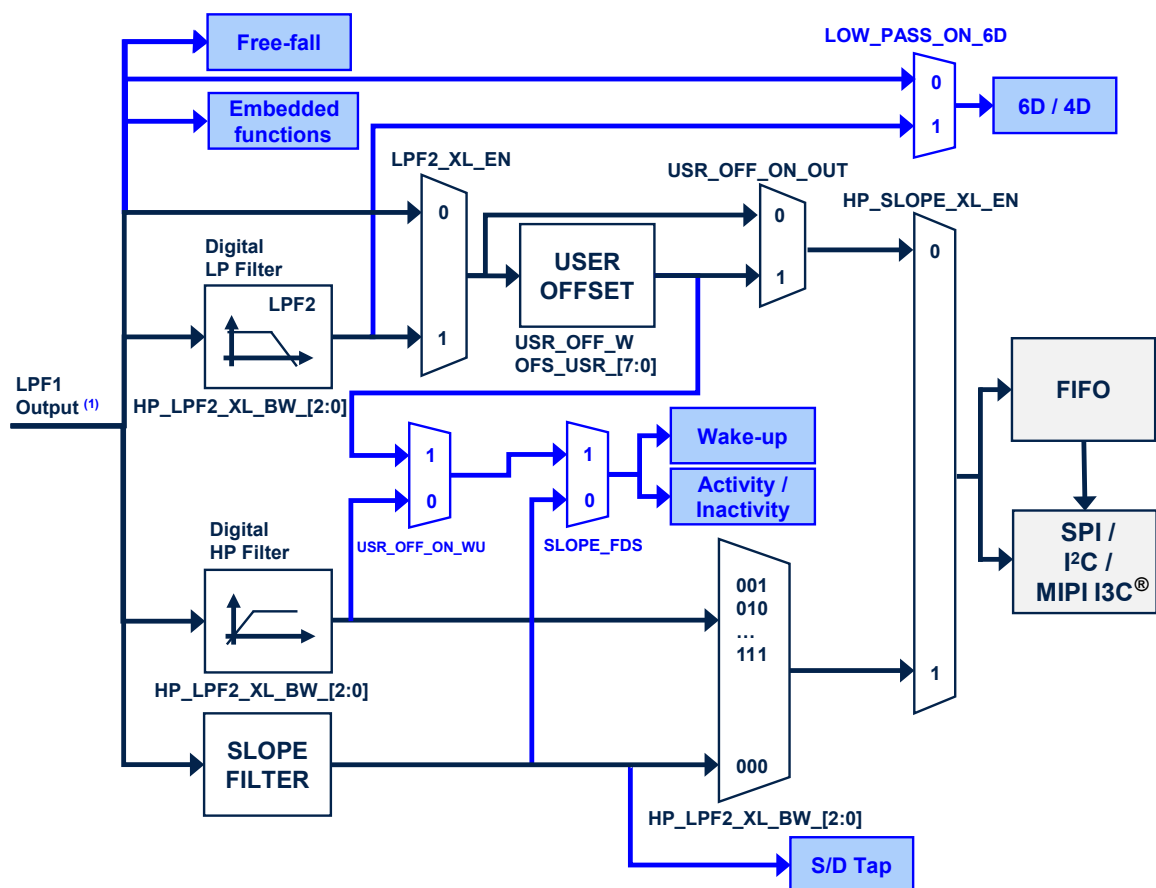 Free-fall
LOW_PASS_ON_6D
0
1
6D / 4D
Embedded
functions
LPF2_XL_EN
0
1
USR_OFF_ON_OUT
0
1
HP_SLOPE_XL_EN
0
1
Digital
LP Filter
LPF2
USER
OFFSET
USR_OFF_W
OFS_USR_[7:0]
HP_LPF2_XL_BW_[2:0]
LPF1
Output (1)
FIFO
1
0
USR_OFF_ON_WU
1
0
SLOPE_FDS
Wake-up
Activity /
Inactivity
SPI /
I²C /
MIPI I3C®
Digital
HP Filter
HP_LPF2_XL_BW_[2:0]
001
010
...
111
000
HP_LPF2_XL_BW_[2:0]
SLOPE
FILTER
S/D Tap